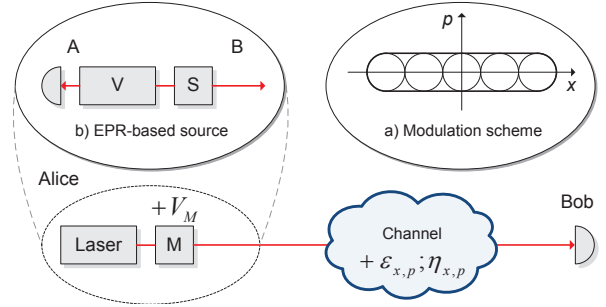 A
B
V
S
b) EPR-based source
p
x
a) Modulation scheme
Alice
+V_M
Laser
M
Channel
+ ε_{x,p}; η_{x,p}
Bob